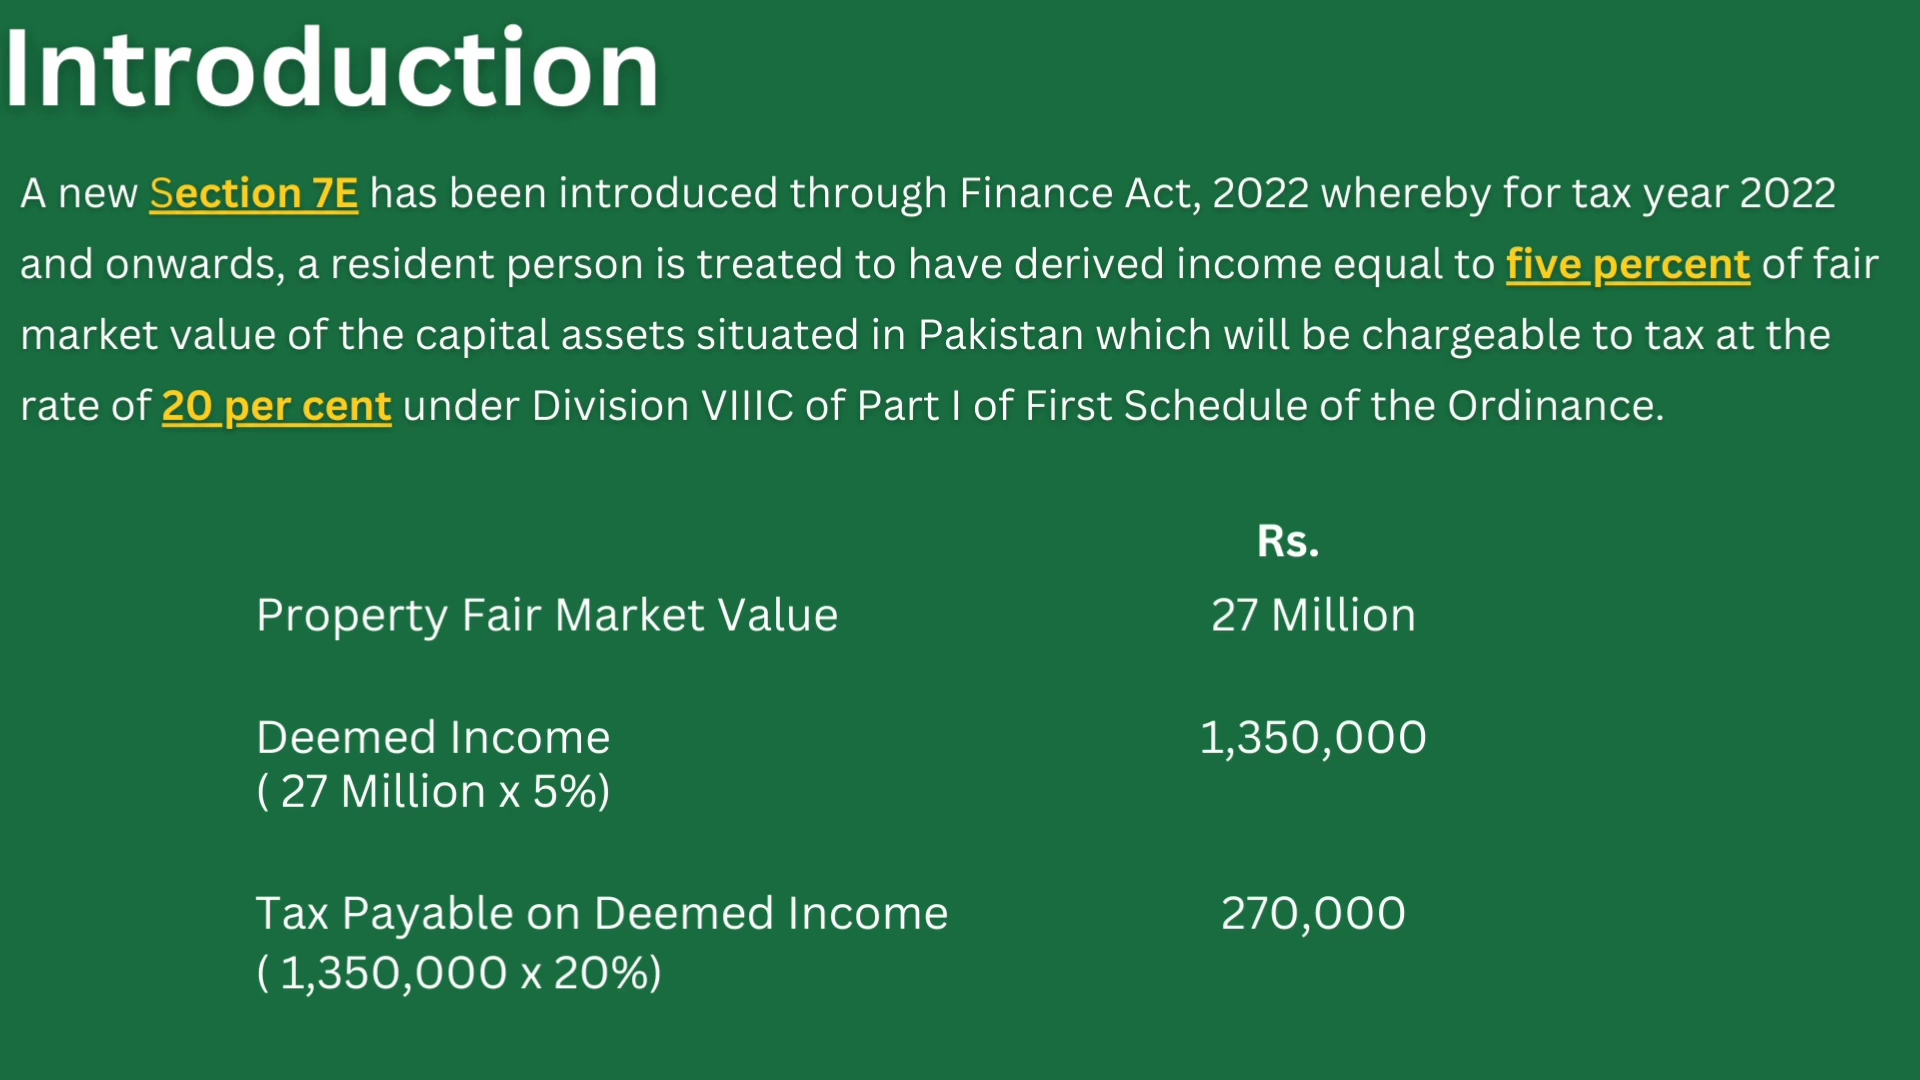 Introduction
A new Section 7E has been introduced through Finance Act, 2022 whereby for tax year 2022
and onwards, a resident person is treated to have derived income equal to five percent of fair
market value of the capital assets situated in Pakistan which will be chargeable to tax at the
rate of 20 per cent under Division VIIIC of Part I of First Schedule of the Ordinance.
Rs.
Property Fair Market Value 27 Million
Deemed Income 1,350,000
( 27 Million x 5%)
Tax Payable on Deemed Income 270,000
( 1,350,000 x 20%)